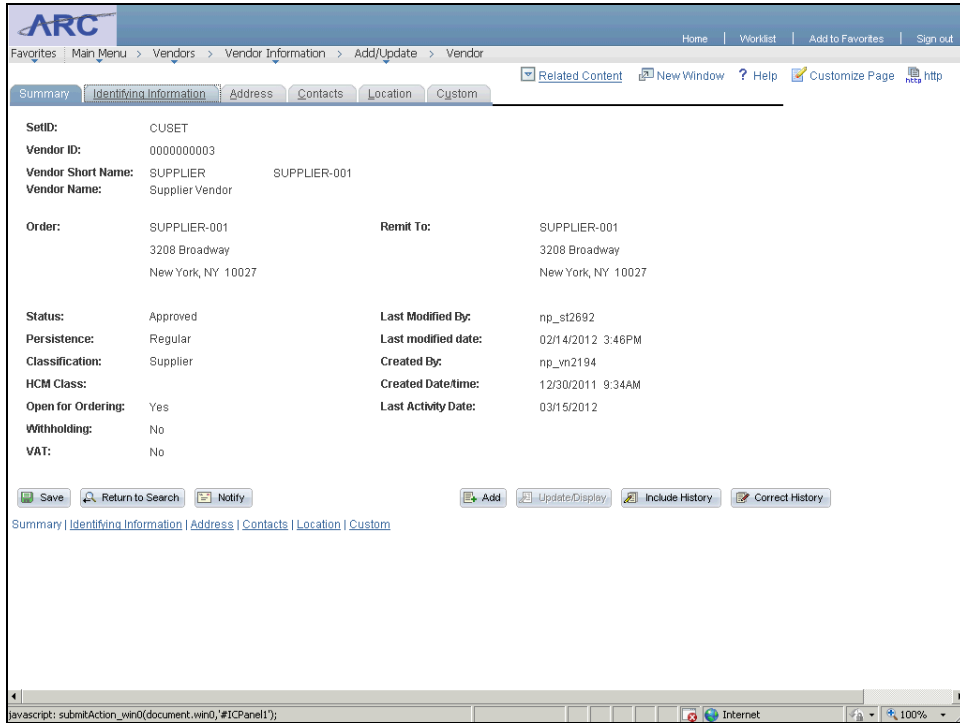 ARC
Home | Worklist | Add to Favorites | Sign out
Favorites Main Menu > Vendors > Vendor Information > Add/Update > Vendor
Related Content New Window ? Help Customize Page http
Summary Identifying Information Address Contacts Location Custom
SetID: CUSET
Vendor ID: 0000000003
Vendor Short Name: SUPPLIER SUPPLIER-001
Vendor Name: Supplier Vendor
Order: SUPPLIER-001 Remit To: SUPPLIER-001
3208 Broadway 3208 Broadway
New York, NY 10027 New York, NY 10027
Status: Approved Last Modified By: np_st2692
Persistence: Regular Last modified date: 02/14/2012 3:46PM
Classification: Supplier Created By: np_vn2194
HCM Class: Created Date/time: 12/30/2011 9:34AM
Open for Ordering: Yes Last Activity Date: 03/15/2012
Withholding: No
VAT: No
Save Return to Search Notify Add Update/Display Include History Correct History
Summary | Identifying Information | Address | Contacts | Location | Custom
javascript: submitAction_win0(document.win0,'#ICPanel1'); Internet 100%